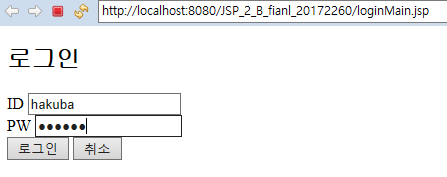 http://localhost:8080/JSP_2_B_fianl_20172260/loginMain.jsp
로그인
ID hakuba
PW ●●●●●●
로그인 취소